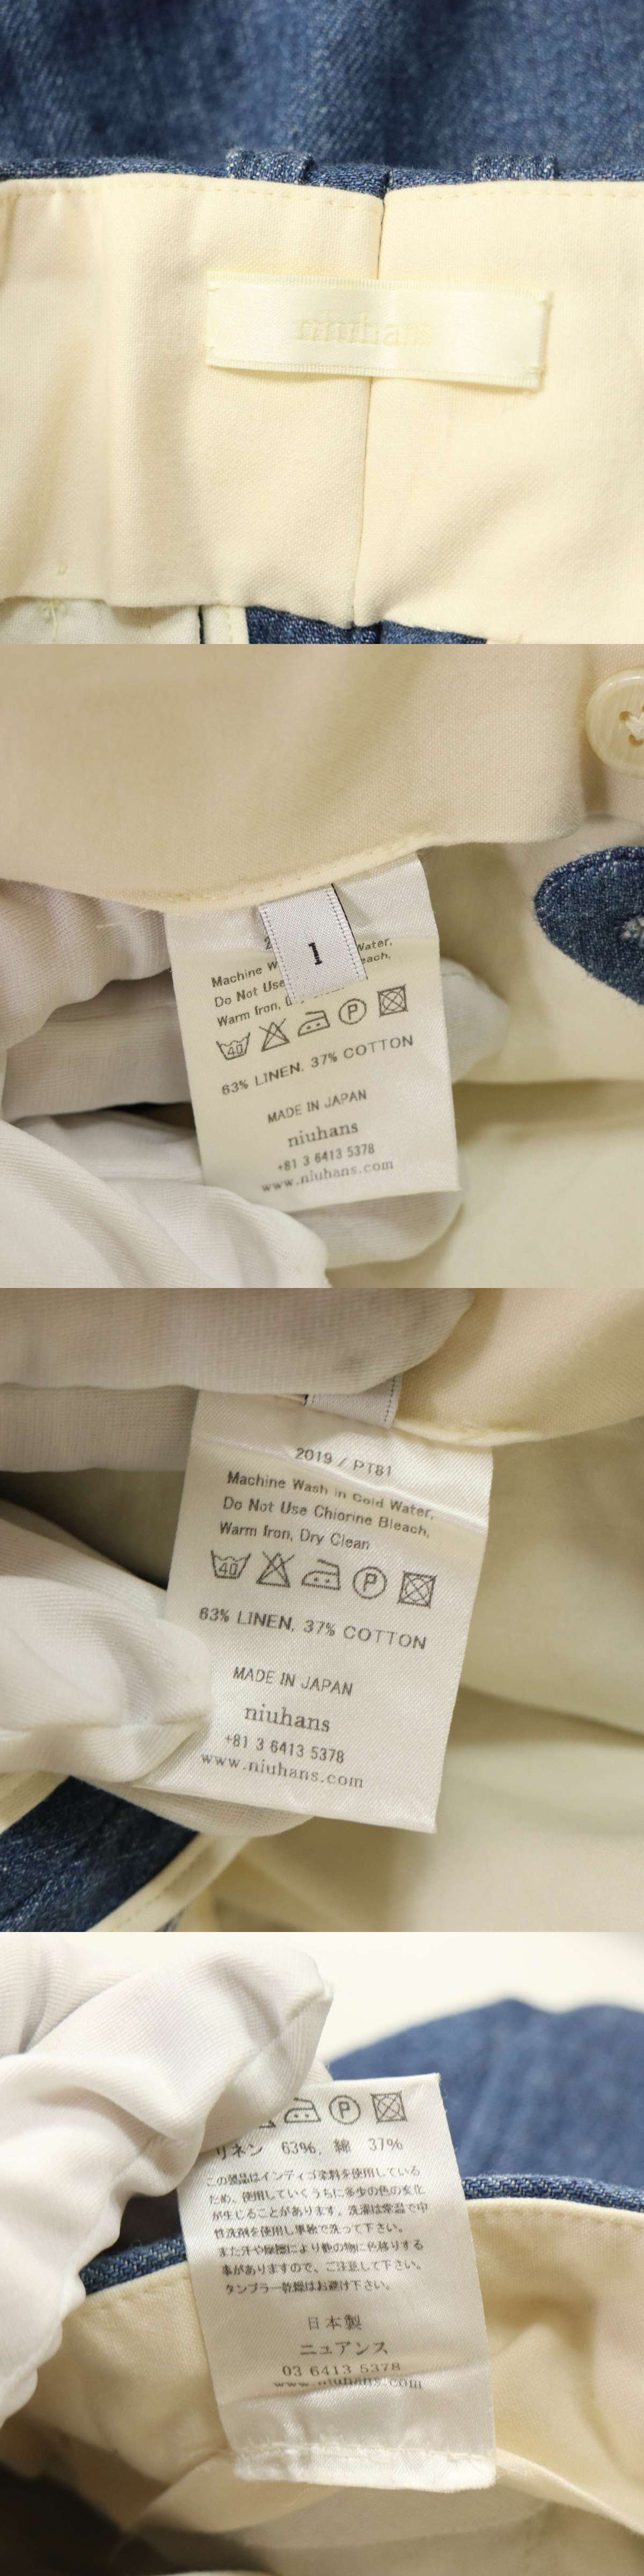 niuhans
1
Machine
Water,
Do Not Use
each,
Warm Iron,
40
P
63% LINEN, 37% COTTON
MADE IN JAPAN
niuhans
+81 3 6413 5378
www.niuhans.com
2019 / PT81
Machine Wash in Cold Water,
Do Not Use Chlorine Bleach,
Warm Iron, Dry Clean
40
P
63% LINEN, 37% COTTON
MADE IN JAPAN
niuhans
+81 3 6413 5378
www.niuhans.com
P
リネン 63%, 綿 37%
この製品はインディゴ染料を使用している
ため、使用していくうちに多少の色の変化
が生じることがあります。洗濯は常温で中
性洗剤を使用し単独で洗って下さい。
また汗や摩擦により他の物に色移りする
事がありますので、ご注意して下さい。
タンブラー乾燥はお避け下さい。
日本製
ニュアンス
03 6413 5378
www.niuhans.com